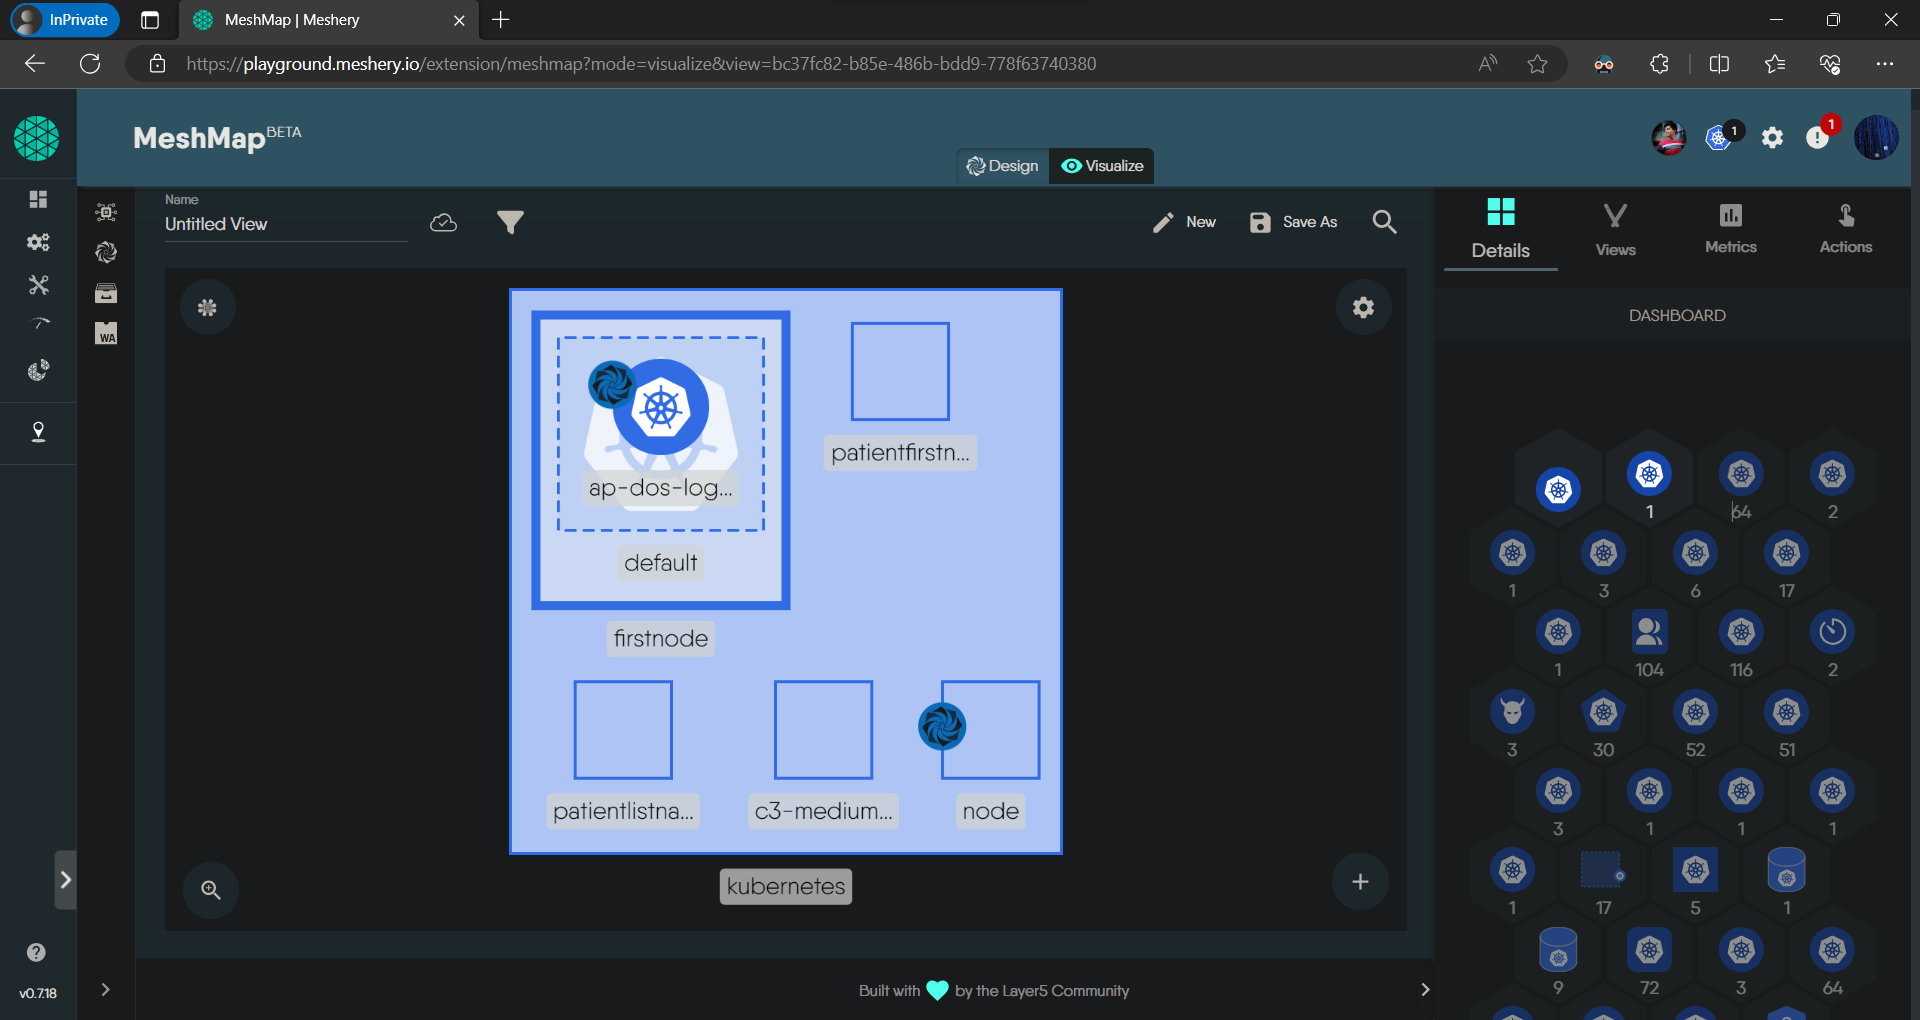 InPrivate
MeshMap | Meshery
https://playground.meshery.io/extension/meshmap?mode=visualize&view=bc37fc82-b85e-486b-bdd9-778f63740380
MeshMap BETA
1
1
Design
Visualize
Name
Untitled View
New
Save As
Details
Views
Metrics
Actions
DASHBOARD
WA
ap-dos-log...
default
firstnode
patientfirstn...
patientlistna...
c3-medium...
node
kubernetes
1 64 2
1 3 6 17
1 104 116 2
3 30 52 51
3 1 1 1
1 17 5 1
9 72 3 64
v0.7.18
Built with by the Layer5 Community